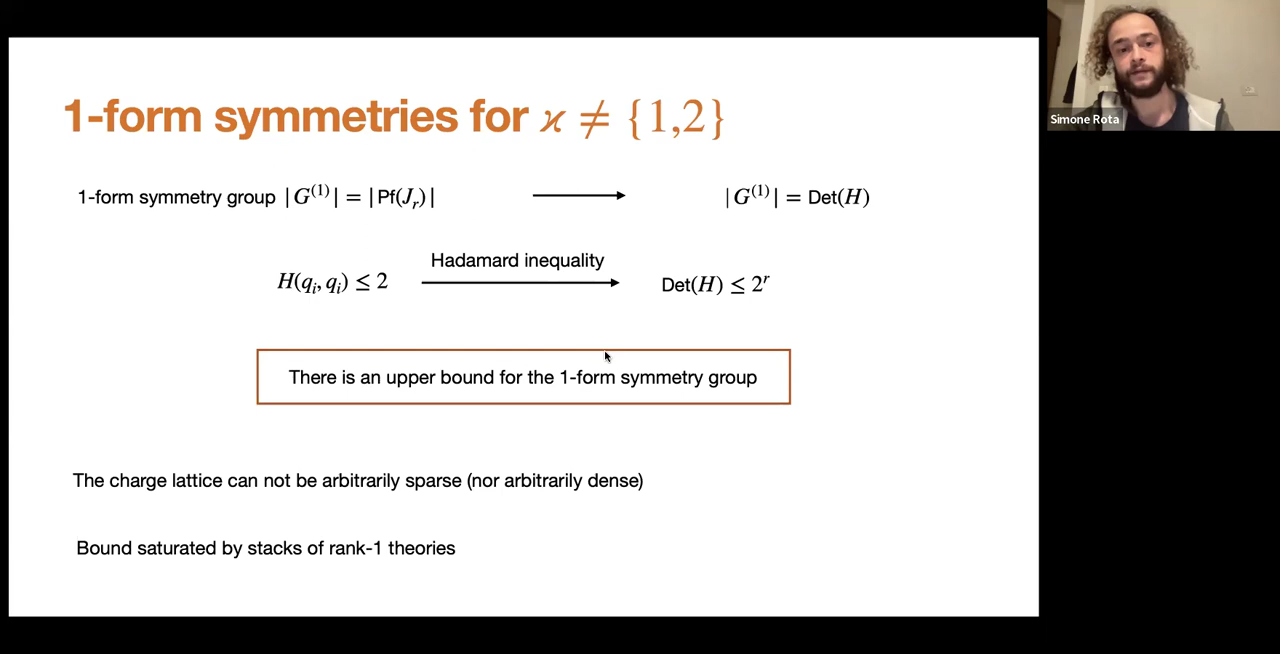 1-form symmetries for ϰ ≠ {1,2}
Simone Rota
1-form symmetry group |G⁽¹⁾| = |Pf(Jᵣ)| ⟶ |G⁽¹⁾| = Det(H)
Hadamard inequality
H(qᵢ, qᵢ) ≤ 2 ⟶ Det(H) ≤ 2ʳ
There is an upper bound for the 1-form symmetry group
The charge lattice can not be arbitrarily sparse (nor arbitrarily dense)
Bound saturated by stacks of rank-1 theories